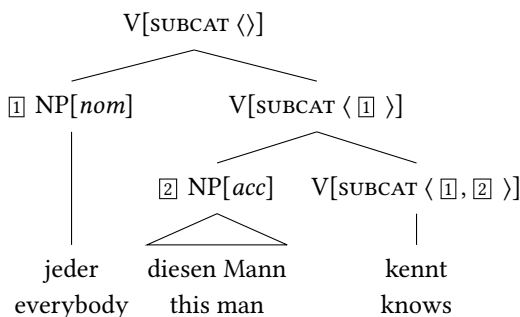 V[SUBCAT ⟨⟩]
1 NP[nom] V[SUBCAT ⟨ 1 ⟩]
2 NP[acc] V[SUBCAT ⟨ 1 , 2 ⟩]
jeder diesen Mann kennt
everybody this man knows